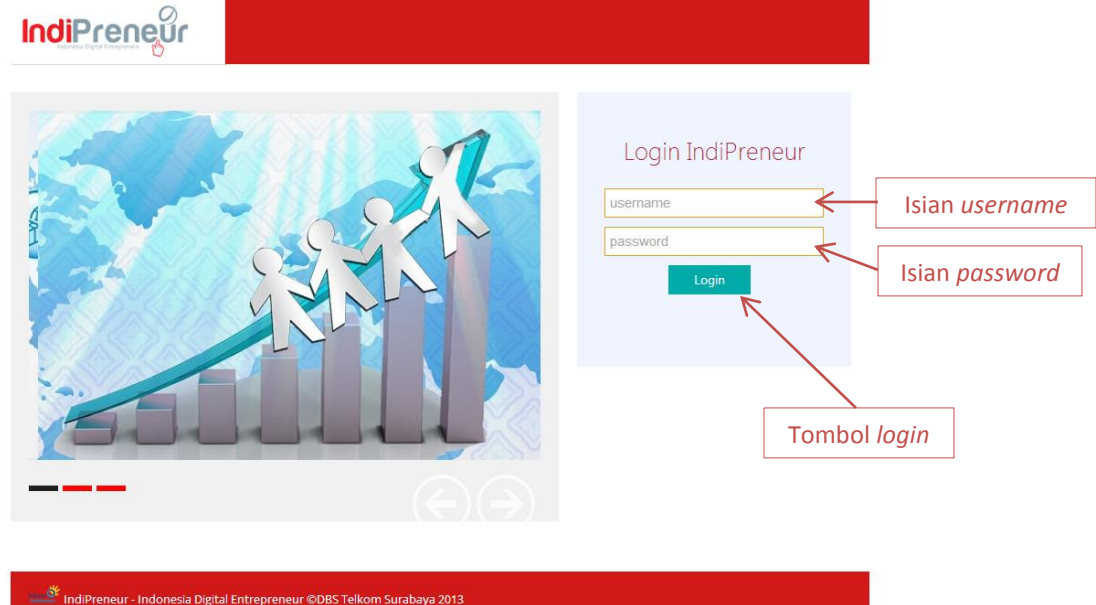 IndiPreneur
Indonesia Digital Entrepreneur
Login IndiPreneur
username
Isian username
password
Isian password
Login
Tombol login
IndiPreneur - Indonesia Digital Entrepreneur ©DBS Telkom Surabaya 2013